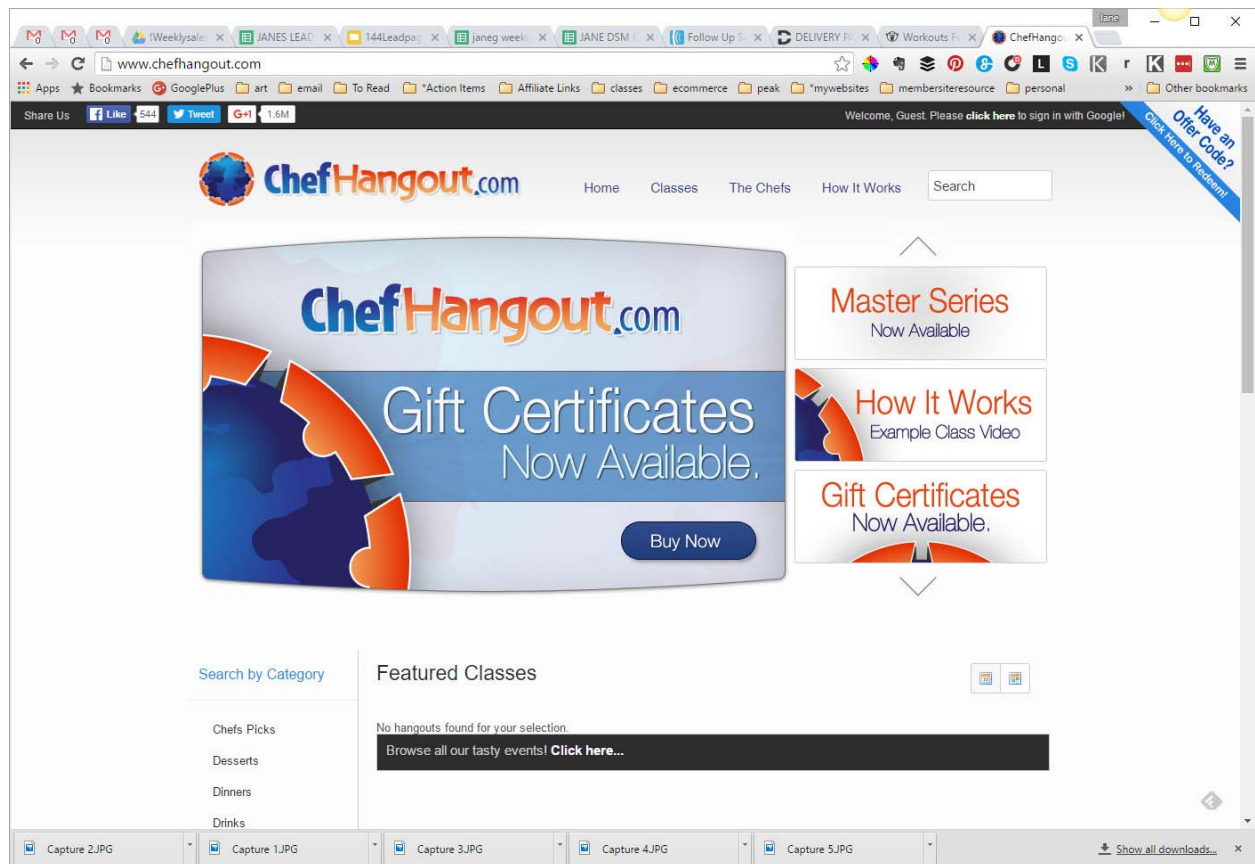 Jane
!Weeklysale
JANES LEAD
144Leadpag
janeg week
JANE DSM
Follow Up S
DELIVERY P
Workouts F
ChefHangou
www.chefhangout.com
Apps
Bookmarks
GooglePlus
art
email
To Read
*Action Items
Affiliate Links
classes
ecommerce
peak
*mywebsites
membersiteresource
personal
»
Other bookmarks
Share Us
Like
544
Tweet
G+1
1.6M
Welcome, Guest. Please click here to sign in with Google!
Have an
Offer Code?
Click Here to Redeem!
ChefHangout.com
Home
Classes
The Chefs
How It Works
Search
ChefHangout.com
Gift Certificates
Now Available.
Buy Now
Master Series
Now Available
How It Works
Example Class Video
Gift Certificates
Now Available.
Search by Category
Chefs Picks
Desserts
Dinners
Drinks
Featured Classes
No hangouts found for your selection.
Browse all our tasty events! Click here...
Capture 2.JPG
Capture 1.JPG
Capture 3.JPG
Capture 4.JPG
Capture 5.JPG
Show all downloads...